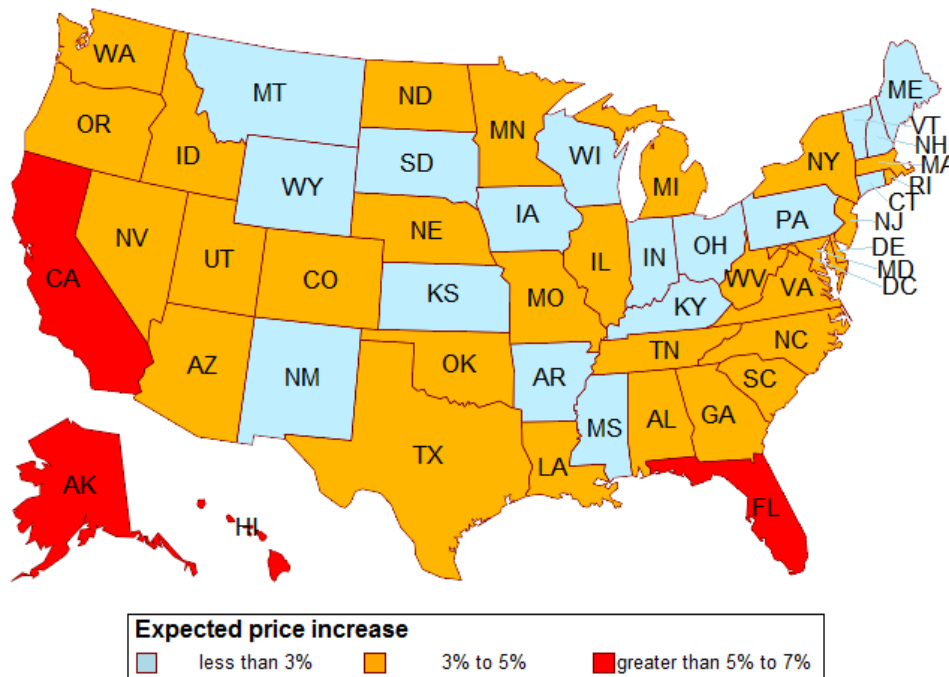 WA
MT
ND
MN
ME
VT
NH
OR
ID
SD
WI
NY
MA
WY
MI
RI
CT
IA
PA
NJ
NV
NE
OH
UT
IL
IN
DE
CA
CO
WV
MD
KS
MO
VA
DC
KY
NC
AZ
OK
TN
NM
AR
SC
MS
AL
GA
TX
LA
AK
FL
HI
Expected price increase
less than 3% 3% to 5% greater than 5% to 7%